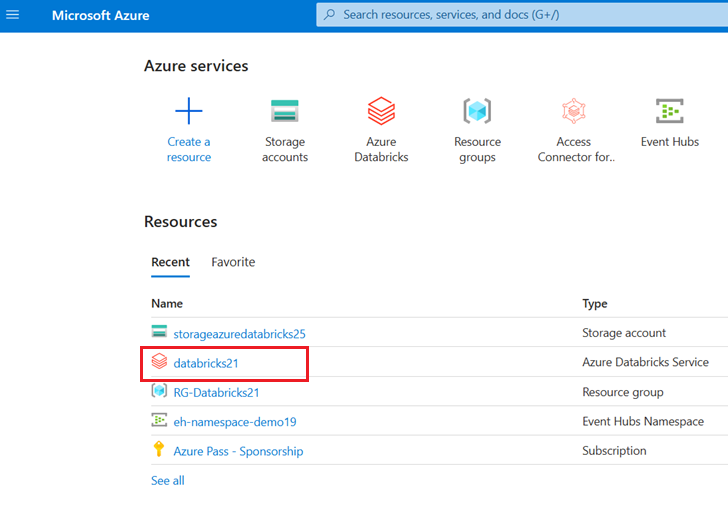 Microsoft Azure
Search resources, services, and docs (G+/)
Azure services
Create a
resource
Storage
accounts
Azure
Databricks
Resource
groups
Access
Connector for..
Event Hubs
Resources
Recent Favorite
Name Type
storageazuredatabricks25 Storage account
databricks21 Azure Databricks Service
RG-Databricks21 Resource group
eh-namespace-demo19 Event Hubs Namespace
Azure Pass - Sponsorship Subscription
See all